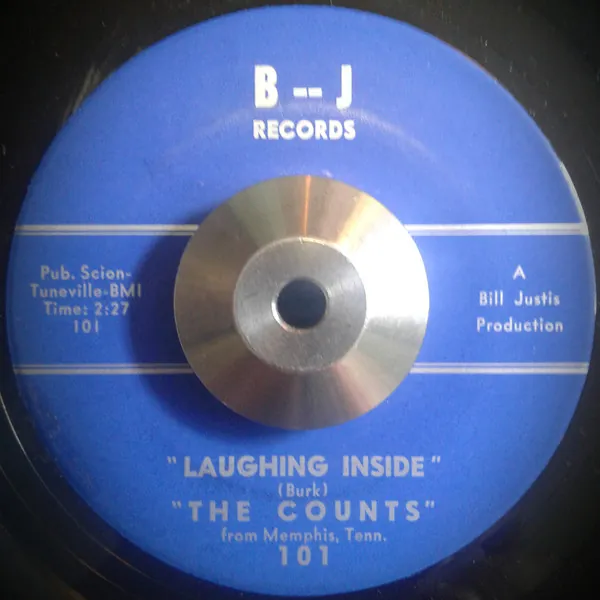 B -- J
RECORDS
Pub. Scion-
Tuneville-BMI
Time: 2:27
101
A
Bill Justis
Production
"LAUGHING INSIDE"
(Burk)
"THE COUNTS"
from Memphis, Tenn.
101